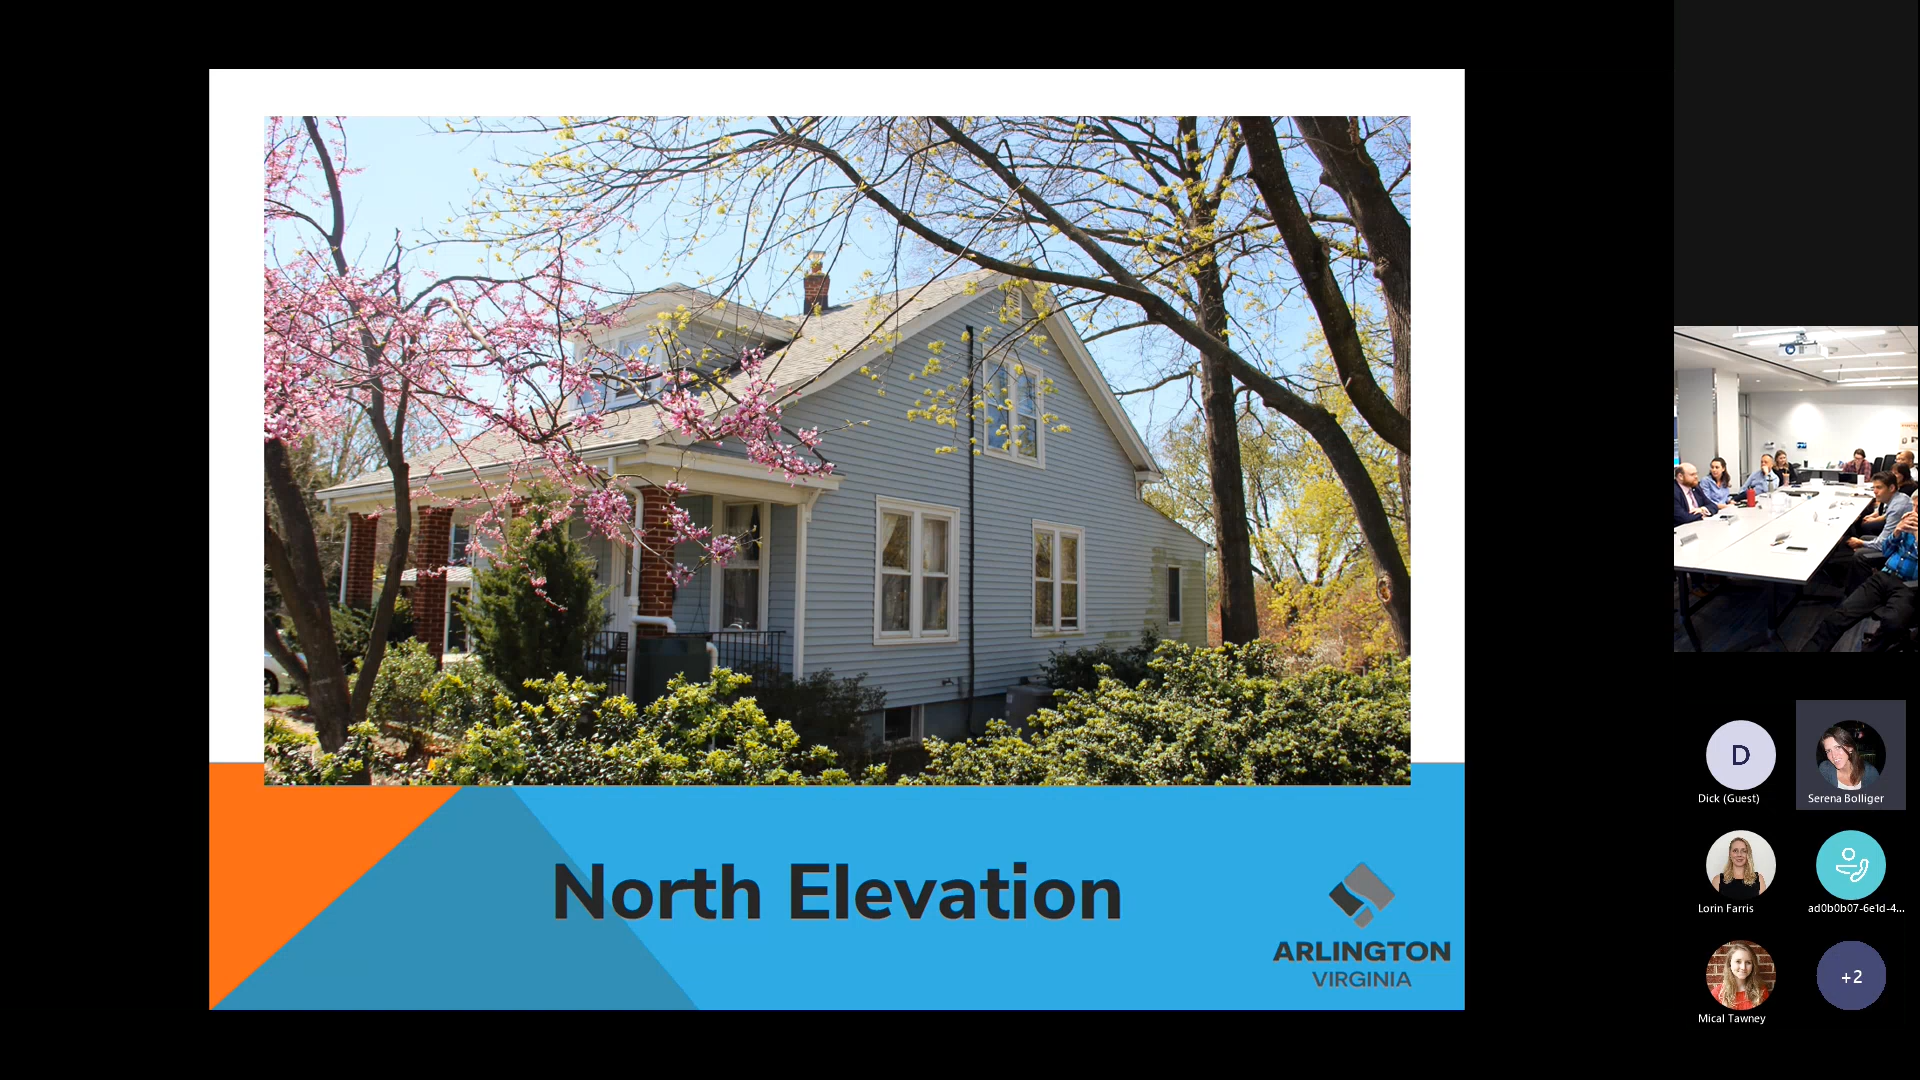 North Elevation
ARLINGTON
VIRGINIA
D
Dick (Guest)
Serena Bolliger
Lorin Farris
ad0b0b07-6e1d-4...
Mical Tawney
+2